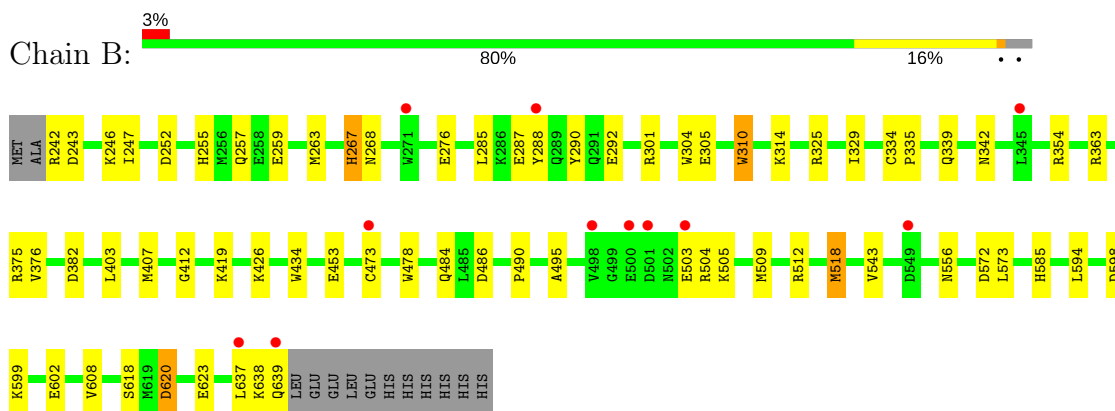 3%
Chain B:
80% 16% • •
MET ALA R242 D243 K246 I247 D252 H255 M256 Q257 E258 E259 M263 H267 N268 W271 E276 L285 K286 E287 Y288 Q289 Y290 Q291 E292 R301 W304 E305 W310 K314 R325 I329 C334 P335 Q339 N342 L345 R354 R363
R375 V376 D382 L403 M407 G412 K419 K426 W434 E453 C473 W478 Q484 L485 D486 P490 A495 V498 G499 E500 D501 N502 E503 R504 K505 M509 R512 M518 V543 D549 N556 D572 L573 H585 L594
K599 E602 V608 S618 M619 D620 E623 L637 K638 Q639 LEU GLU GLU LEU GLU HIS HIS HIS HIS HIS HIS